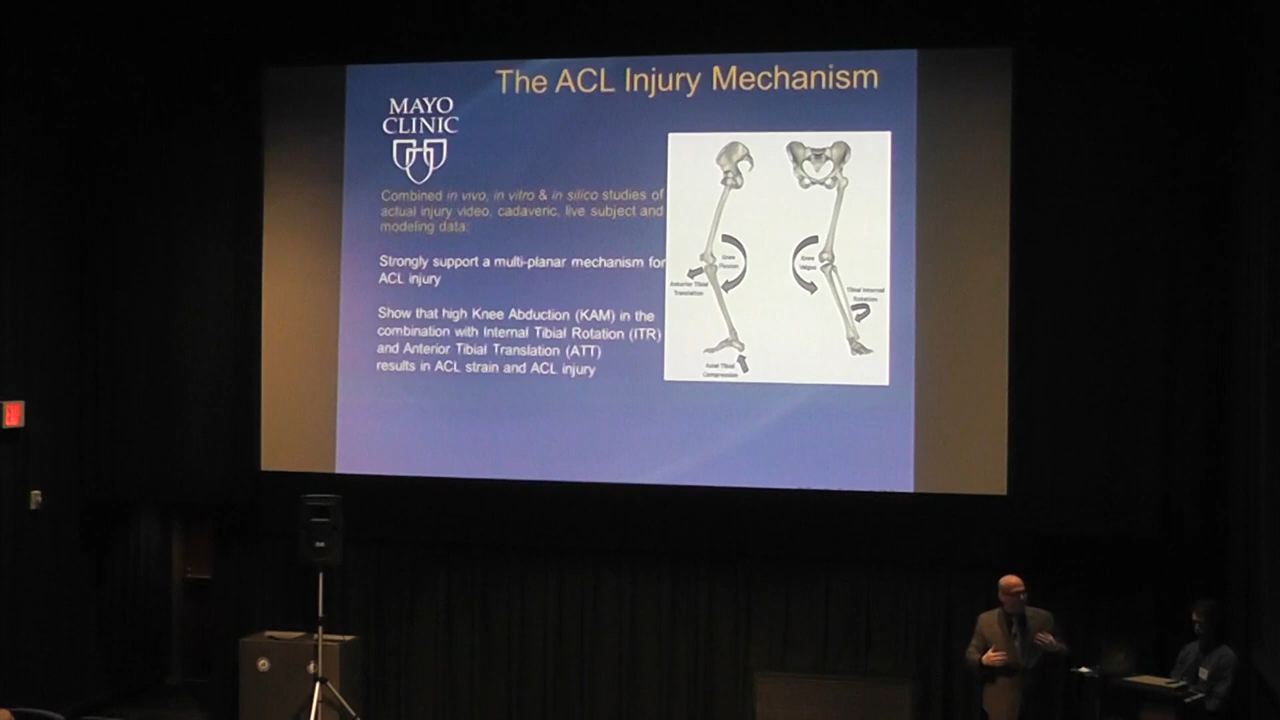 The ACL Injury Mechanism
MAYO
CLINIC
Combined in vivo, in vitro & in silico studies of
actual injury video, cadaveric, live subject and
modeling data:
Strongly support a multi-planar mechanism for
ACL injury
Show that high Knee Abduction (KAM) in the
combination with Internal Tibial Rotation (ITR)
and Anterior Tibial Translation (ATT)
results in ACL strain and ACL injury
Knee
Flexion
Anterior Tibial
Translation
Axial Tibial
Compression
Knee
Valgus
Tibial Internal
Rotation